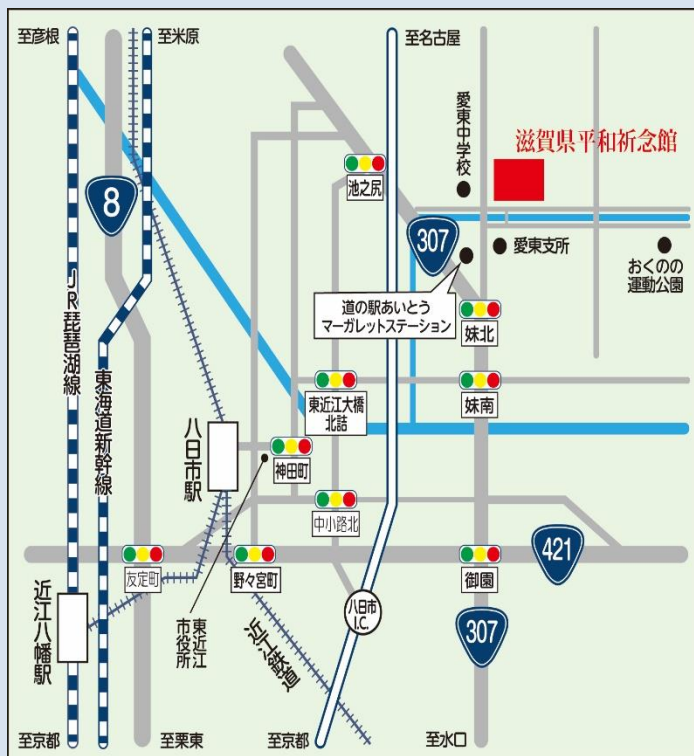 至彦根
至米原
至名古屋
愛東中学校
滋賀県平和祈念館
池之尻
8
307
愛東支所
おくのの
運動公園
道の駅あいとう
マーガレットステーション
妹北
JR琵琶湖線
東海道新幹線
東近江大橋
北詰
妹南
八日市駅
神田町
中小路北
友定町
野々宮町
御園
421
近江八幡駅
東近江
市役所
近江鉄道
八日市
I.C.
307
至京都
至栗東
至京都
至水口